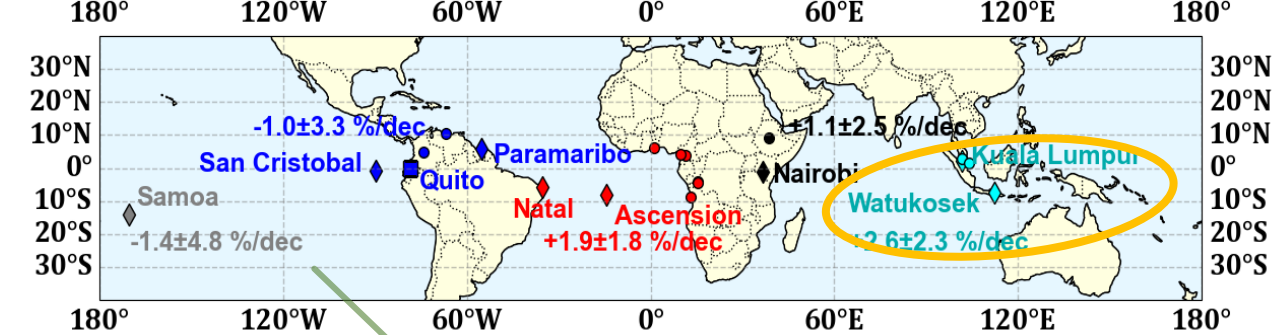 180° 120°W 60°W 0° 60°E 120°E 180°
30°N 30°N
20°N 20°N
-1.0±3.3 %/dec +1.1±2.5 %/dec
10°N 10°N
Kuala Lumpur
San Cristobal Paramaribo
0° Nairobi 0°
Quito
Samoa
10°S Natal Ascension Watukosek 10°S
20°S 20°S
-1.4±4.8 %/dec +1.9±1.8 %/dec +2.6±2.3 %/dec
30°S 30°S
180° 120°W 60°W 0° 60°E 120°E 180°